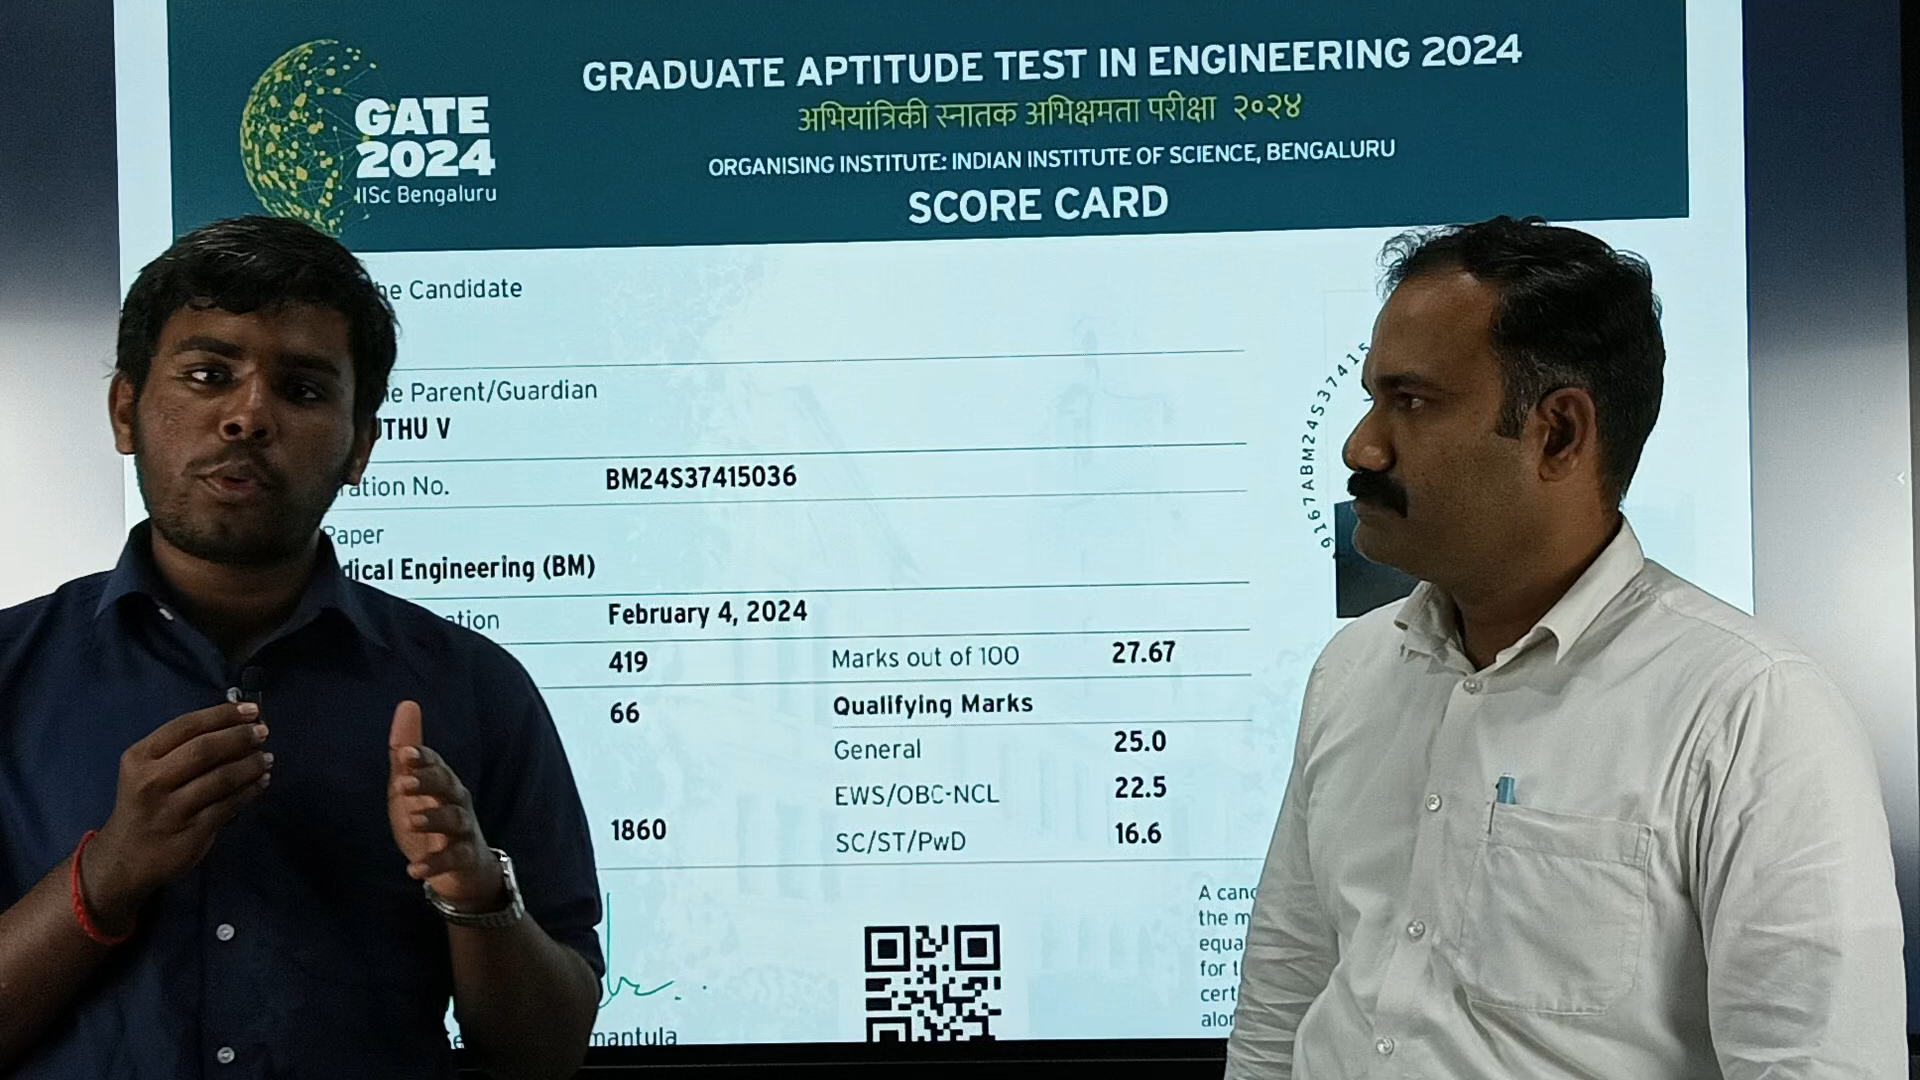 GATE
2024
IISc Bengaluru
GRADUATE APTITUDE TEST IN ENGINEERING 2024
अभियांत्रिकी स्नातक अभिक्षमता परीक्षा २०२४
ORGANISING INSTITUTE: INDIAN INSTITUTE OF SCIENCE, BENGALURU
SCORE CARD
he Candidate
e Parent/Guardian
UTHU V
ration No. BM24S37415036
Paper
dical Engineering (BM)
ation February 4, 2024
419 Marks out of 100 27.67
66 Qualifying Marks
General 25.0
EWS/OBC-NCL 22.5
1860 SC/ST/PwD 16.6
9167ABM24S37415
A canc
the m
equa
for t
cert
alor
mantula